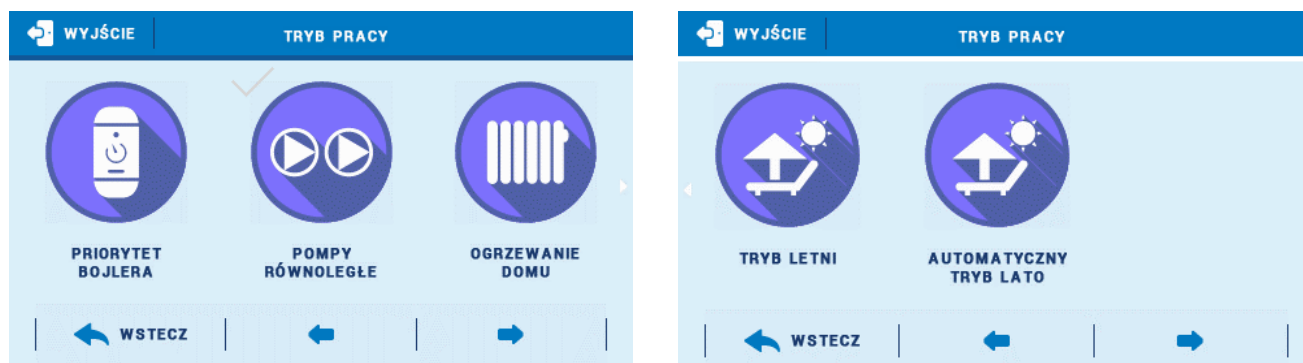 WYJŚCIE
TRYB PRACY
PRIORYTET
BOJLERA
POMPY
RÓWNOLEGŁE
OGRZEWANIE
DOMU
WSTECZ
WYJŚCIE
TRYB PRACY
TRYB LETNI
AUTOMATYCZNY
TRYB LATO
WSTECZ